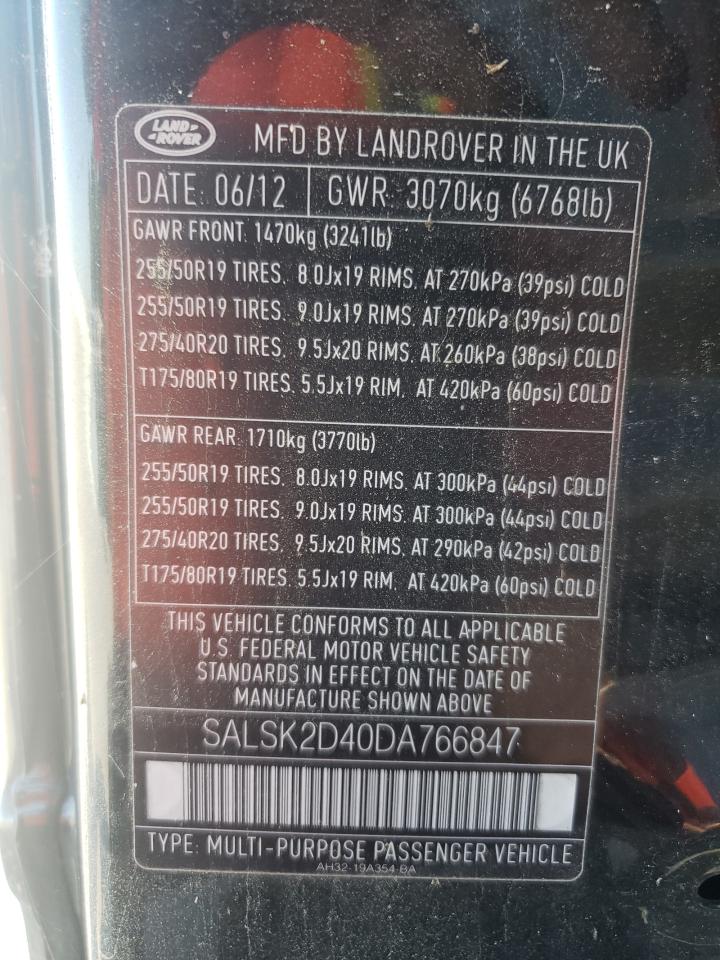 LAND-
-ROVER
MFD BY LANDROVER IN THE UK
DATE: 06/12 GWR: 3070kg (6768lb)
GAWR FRONT: 1470kg (3241lb)
255/50R19 TIRES, 8.0Jx19 RIMS, AT 270kPa (39psi) COLD
255/50R19 TIRES, 9.0Jx19 RIMS, AT 270kPa (39psi) COLD
275/40R20 TIRES, 9.5Jx20 RIMS, AT 260kPa (38psi) COLD
T175/80R19 TIRES, 5.5Jx19 RIM, AT 420kPa (60psi) COLD
GAWR REAR: 1710kg (3770lb)
255/50R19 TIRES, 8.0Jx19 RIMS, AT 300kPa (44psi) COLD
255/50R19 TIRES, 9.0Jx19 RIMS, AT 300kPa (44psi) COLD
275/40R20 TIRES, 9.5Jx20 RIMS, AT 290kPa (42psi) COLD
T175/80R19 TIRES, 5.5Jx19 RIM, AT 420kPa (60psi) COLD
THIS VEHICLE CONFORMS TO ALL APPLICABLE
U.S. FEDERAL MOTOR VEHICLE SAFETY
STANDARDS IN EFFECT ON THE DATE OF
MANUFACTURE SHOWN ABOVE
SALSK2D40DA766847
TYPE: MULTI-PURPOSE PASSENGER VEHICLE
AH32-19A354-BA